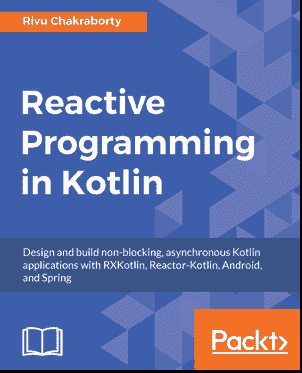 Rivu Chakraborty
Reactive
Programming
in Kotlin
Design and build non-blocking, asynchronous Kotlin
applications with RXKotlin, Reactor-Kotlin, Android,
and Spring
Packt>